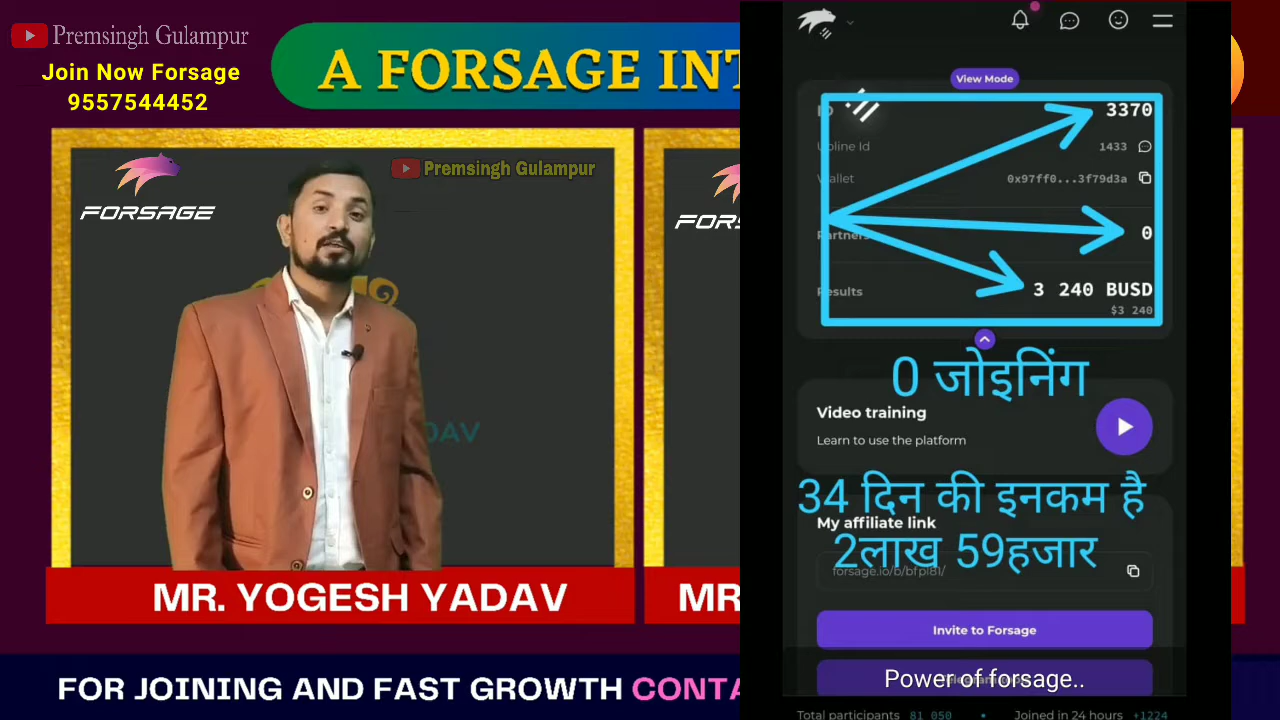 Premsingh Gulampur
Join Now Forsage
9557544452
A FORSAGE INT
Premsingh Gulampur
FORSAGE
FORS
DAV
MR. YOGESH YADAV
MR.
FOR JOINING AND FAST GROWTH CONTA
View Mode
ID
3370
Upline Id
1433
Wallet
0x97ff0...3f79d3a
Partners
0
Results
3 240 BUSD
$3 240
0 जोइनिंग
Video training
Learn to use the platform
34 दिन की इनकम है
My affiliate link
2लाख 59हजार
forsage.io/b/bfpl81/
Invite to Forsage
Power of forsage..
Total participants 81 050 • Joined in 24 hours +1224